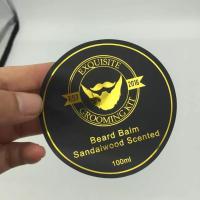 EXQUISITE
EST 2016
GROOMING KIT
Beard Balm
Sandalwood Scented
100ml